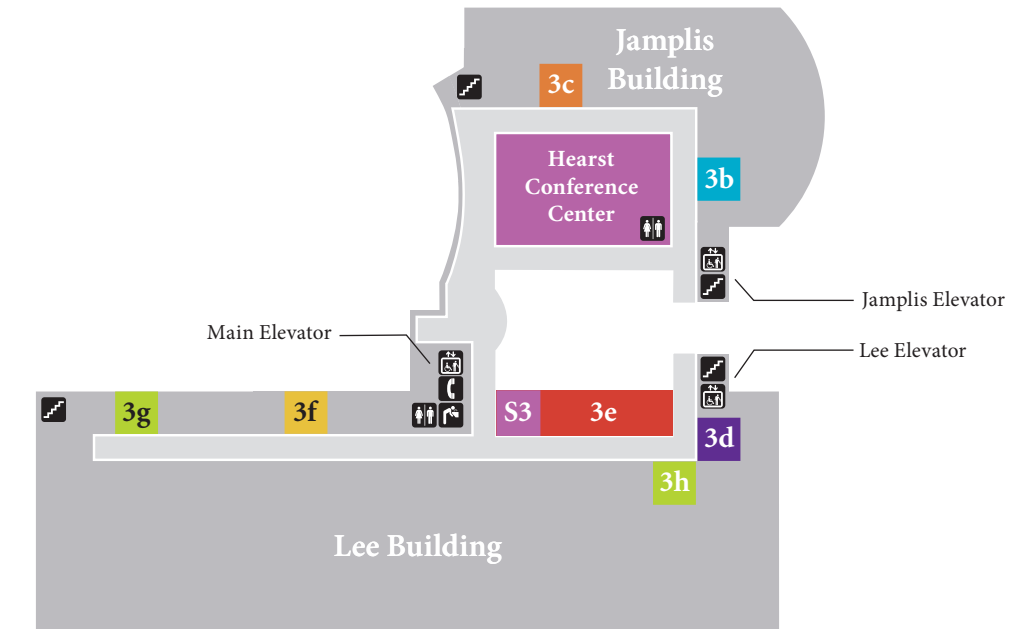 Jamplis
Building
3c
Hearst
Conference
Center
3b
Jamplis Elevator
Main Elevator
Lee Elevator
3g
3f
S3
3e
3d
3h
Lee Building